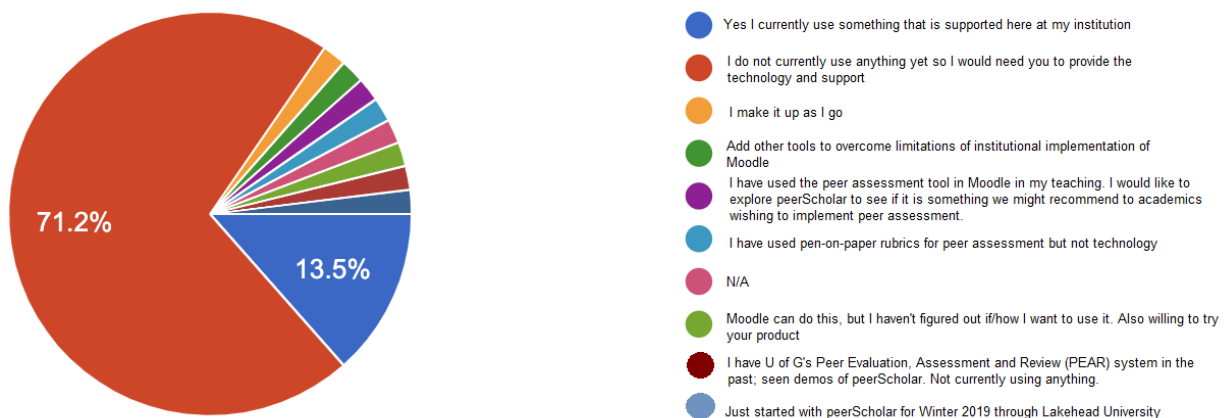 71.2%
13.5%
Yes I currently use something that is supported here at my institution
I do not currently use anything yet so I would need you to provide the
technology and support
I make it up as I go
Add other tools to overcome limitations of institutional implementation of
Moodle
I have used the peer assessment tool in Moodle in my teaching. I would like to
explore peerScholar to see if it is something we might recommend to academics
wishing to implement peer assessment.
I have used pen-on-paper rubrics for peer assessment but not technology
N/A
Moodle can do this, but I haven't figured out if/how I want to use it. Also willing to try
your product
I have U of G's Peer Evaluation, Assessment and Review (PEAR) system in the
past; seen demos of peerScholar. Not currently using anything.
Just started with peerScholar for Winter 2019 through Lakehead University